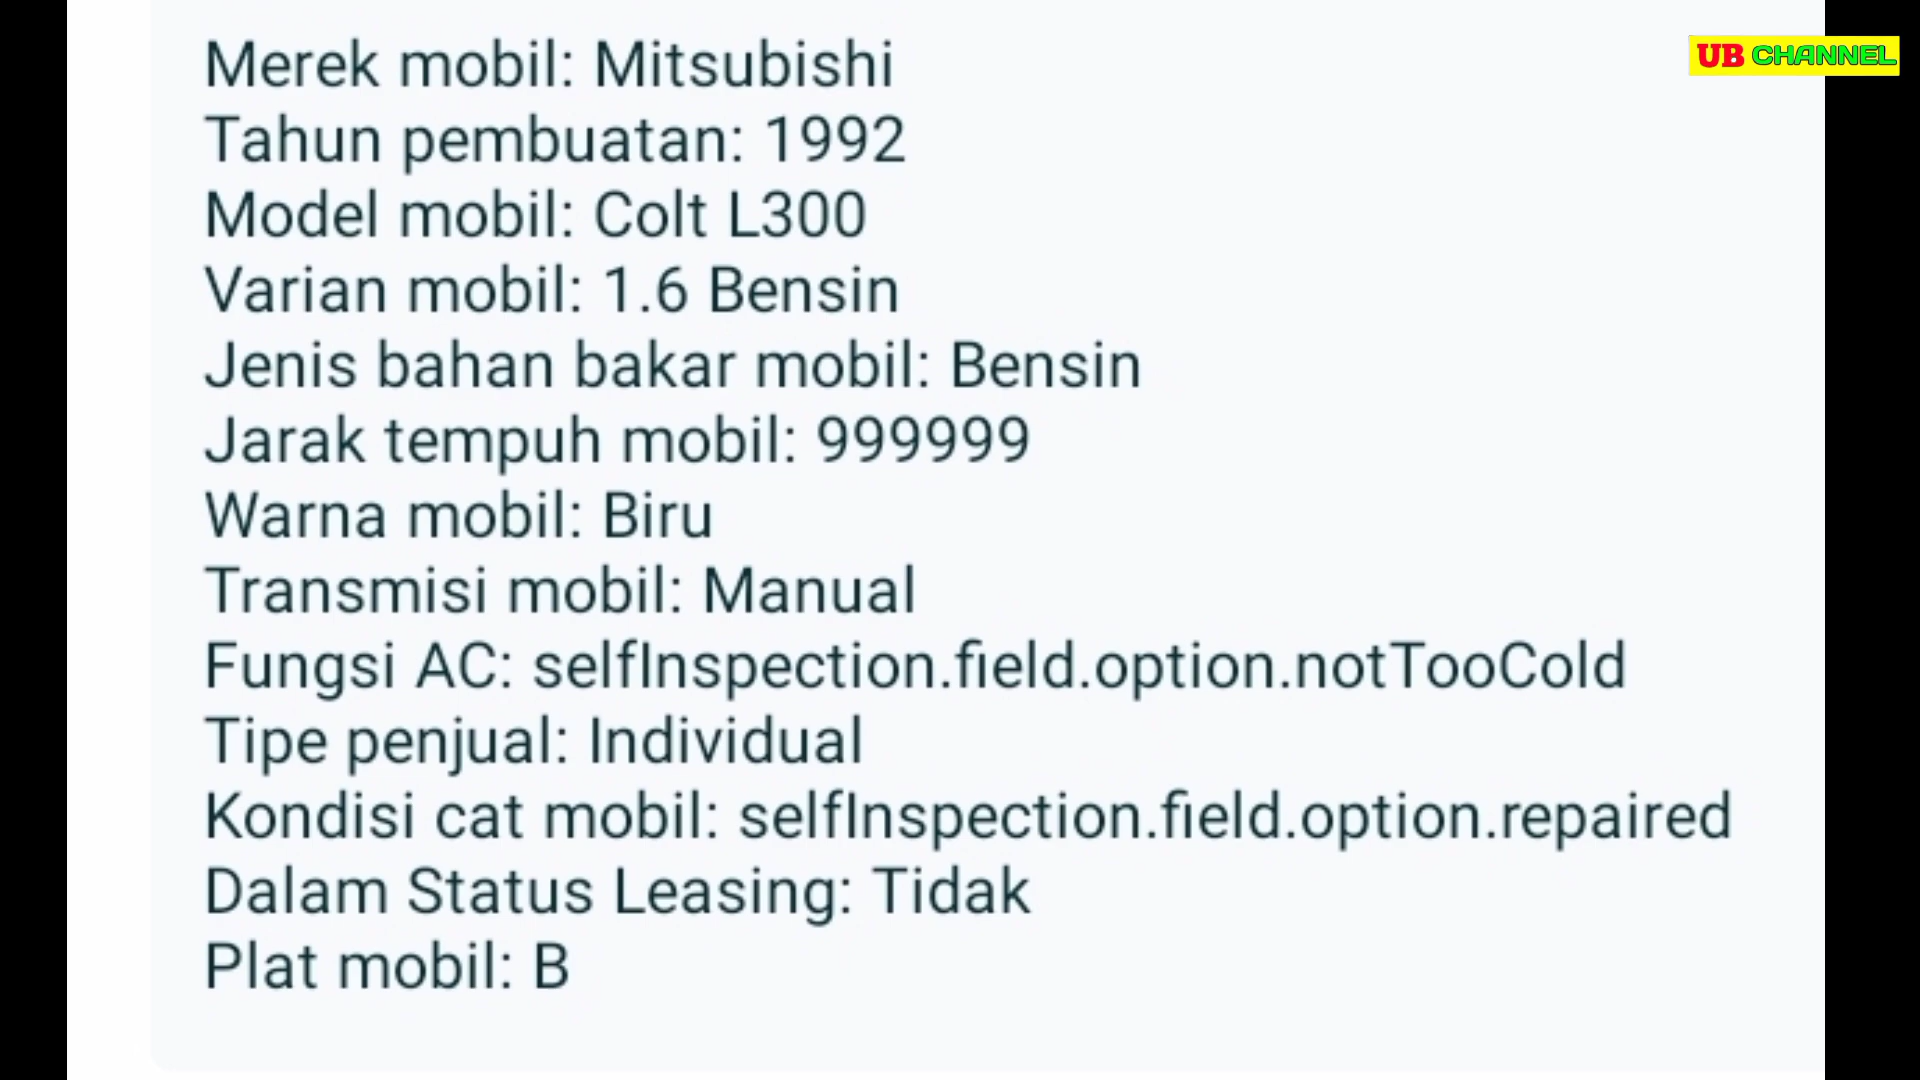 Merek mobil: Mitsubishi
UB CHANNEL
Tahun pembuatan: 1992
Model mobil: Colt L300
Varian mobil: 1.6 Bensin
Jenis bahan bakar mobil: Bensin
Jarak tempuh mobil: 999999
Warna mobil: Biru
Transmisi mobil: Manual
Fungsi AC: selfInspection.field.option.notTooCold
Tipe penjual: Individual
Kondisi cat mobil: selfInspection.field.option.repaired
Dalam Status Leasing: Tidak
Plat mobil: B